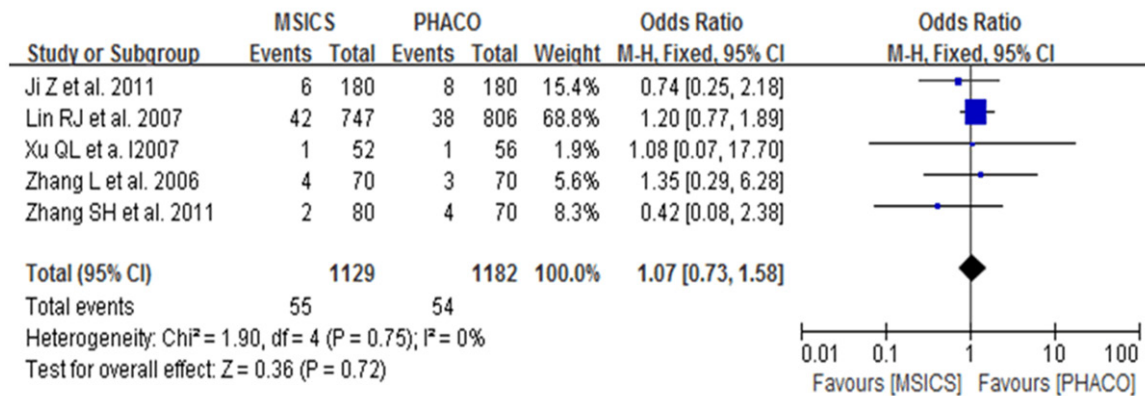 MSICS PHACO Odds Ratio Odds Ratio
Study or Subgroup Events Total Events Total Weight M-H, Fixed, 95% CI M-H, Fixed, 95% CI
Ji Z et al. 2011 6 180 8 180 15.4% 0.74 [0.25, 2.18]
Lin RJ et al. 2007 42 747 38 806 68.8% 1.20 [0.77, 1.89]
Xu QL et a. l2007 1 52 1 56 1.9% 1.08 [0.07, 17.70]
Zhang L et al. 2006 4 70 3 70 5.6% 1.35 [0.29, 6.28]
Zhang SH et al. 2011 2 80 4 70 8.3% 0.42 [0.08, 2.38]
Total (95% CI) 1129 1182 100.0% 1.07 [0.73, 1.58]
Total events 55 54
Heterogeneity: Chi² = 1.90, df = 4 (P = 0.75); I² = 0%
Test for overall effect: Z = 0.36 (P = 0.72)
0.01 0.1 1 10 100
Favours [MSICS] Favours [PHACO]